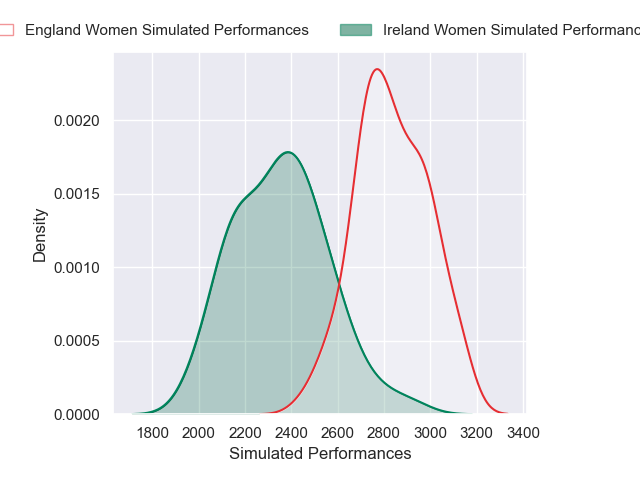 England Women Simulated Performances
Ireland Women Simulated
0.0020
0.0015
0.0010
0.0005
0.0000
Density
1800 2000 2200 2400 2600 2800 3000 3200 3400
Simulated Performances